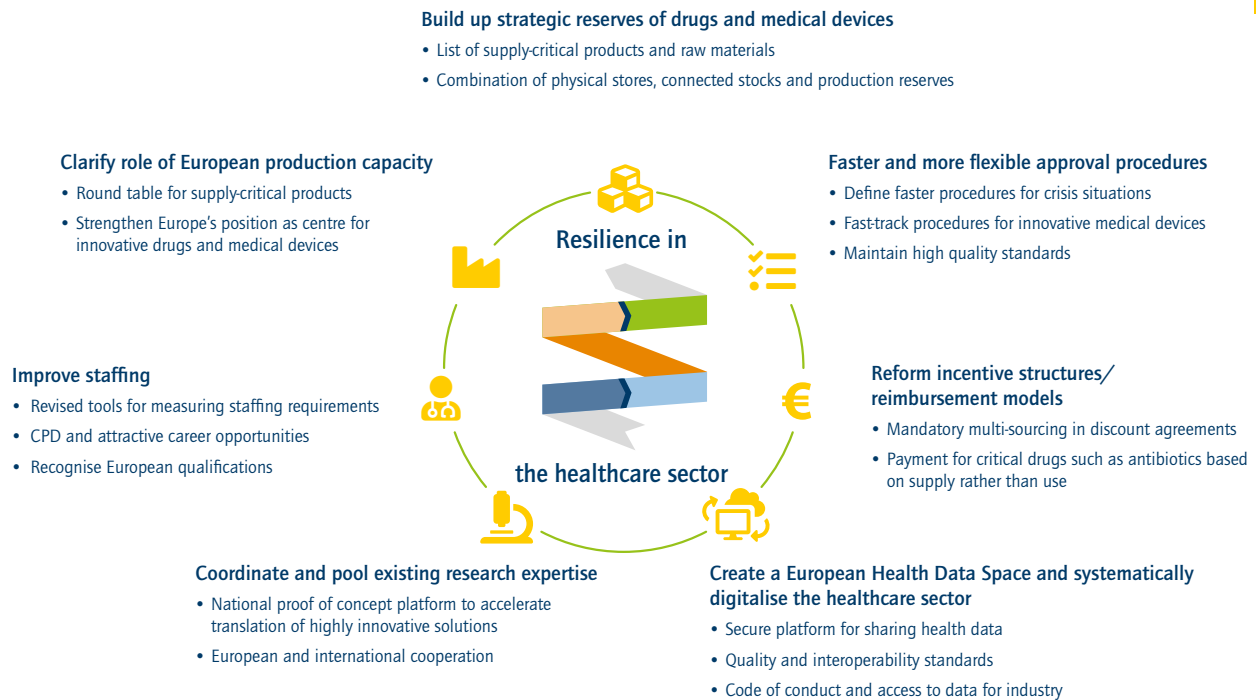 Build up strategic reserves of drugs and medical devices
• List of supply-critical products and raw materials
• Combination of physical stores, connected stocks and production reserves
Clarify role of European production capacity
• Round table for supply-critical products
• Strengthen Europe's position as centre for
innovative drugs and medical devices
Faster and more flexible approval procedures
• Define faster procedures for crisis situations
• Fast-track procedures for innovative medical devices
• Maintain high quality standards
Resilience in
the healthcare sector
Improve staffing
• Revised tools for measuring staffing requirements
• CPD and attractive career opportunities
• Recognise European qualifications
Reform incentive structures/
reimbursement models
• Mandatory multi-sourcing in discount agreements
• Payment for critical drugs such as antibiotics based
on supply rather than use
Coordinate and pool existing research expertise
• National proof of concept platform to accelerate
translation of highly innovative solutions
• European and international cooperation
Create a European Health Data Space and systematically
digitalise the healthcare sector
• Secure platform for sharing health data
• Quality and interoperability standards
• Code of conduct and access to data for industry